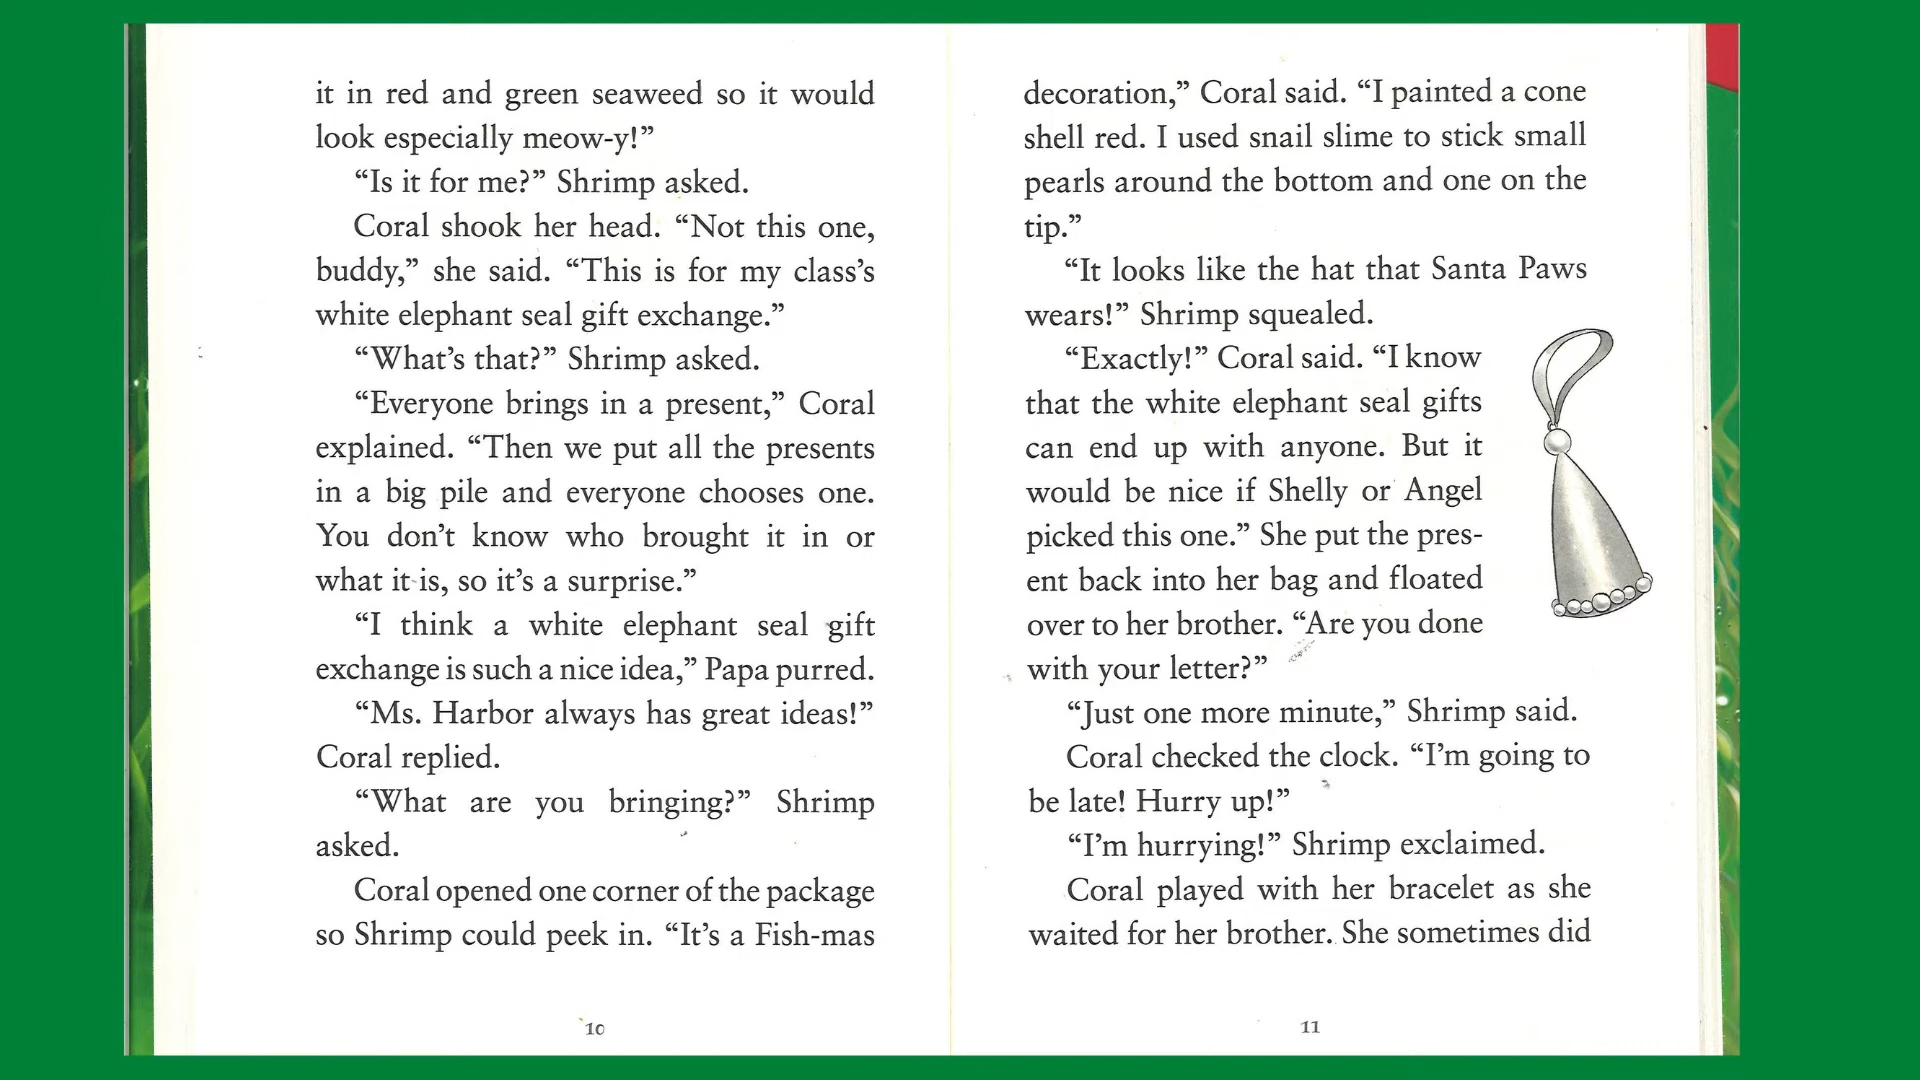 it in red and green seaweed so it would
look especially meow-y!”
“Is it for me?” Shrimp asked.
Coral shook her head. “Not this one,
buddy,” she said. “This is for my class’s
white elephant seal gift exchange.”
“What’s that?” Shrimp asked.
“Everyone brings in a present,” Coral
explained. “Then we put all the presents
in a big pile and everyone chooses one.
You don’t know who brought it in or
what it is, so it’s a surprise.”
“I think a white elephant seal gift
exchange is such a nice idea,” Papa purred.
“Ms. Harbor always has great ideas!”
Coral replied.
“What are you bringing?” Shrimp
asked.
Coral opened one corner of the package
so Shrimp could peek in. “It’s a Fish-mas
10
decoration,” Coral said. “I painted a cone
shell red. I used snail slime to stick small
pearls around the bottom and one on the
tip.”
“It looks like the hat that Santa Paws
wears!” Shrimp squealed.
“Exactly!” Coral said. “I know
that the white elephant seal gifts
can end up with anyone. But it
would be nice if Shelly or Angel
picked this one.” She put the pres-
ent back into her bag and floated
over to her brother. “Are you done
with your letter?”
“Just one more minute,” Shrimp said.
Coral checked the clock. “I’m going to
be late! Hurry up!”
“I’m hurrying!” Shrimp exclaimed.
Coral played with her bracelet as she
waited for her brother. She sometimes did
11